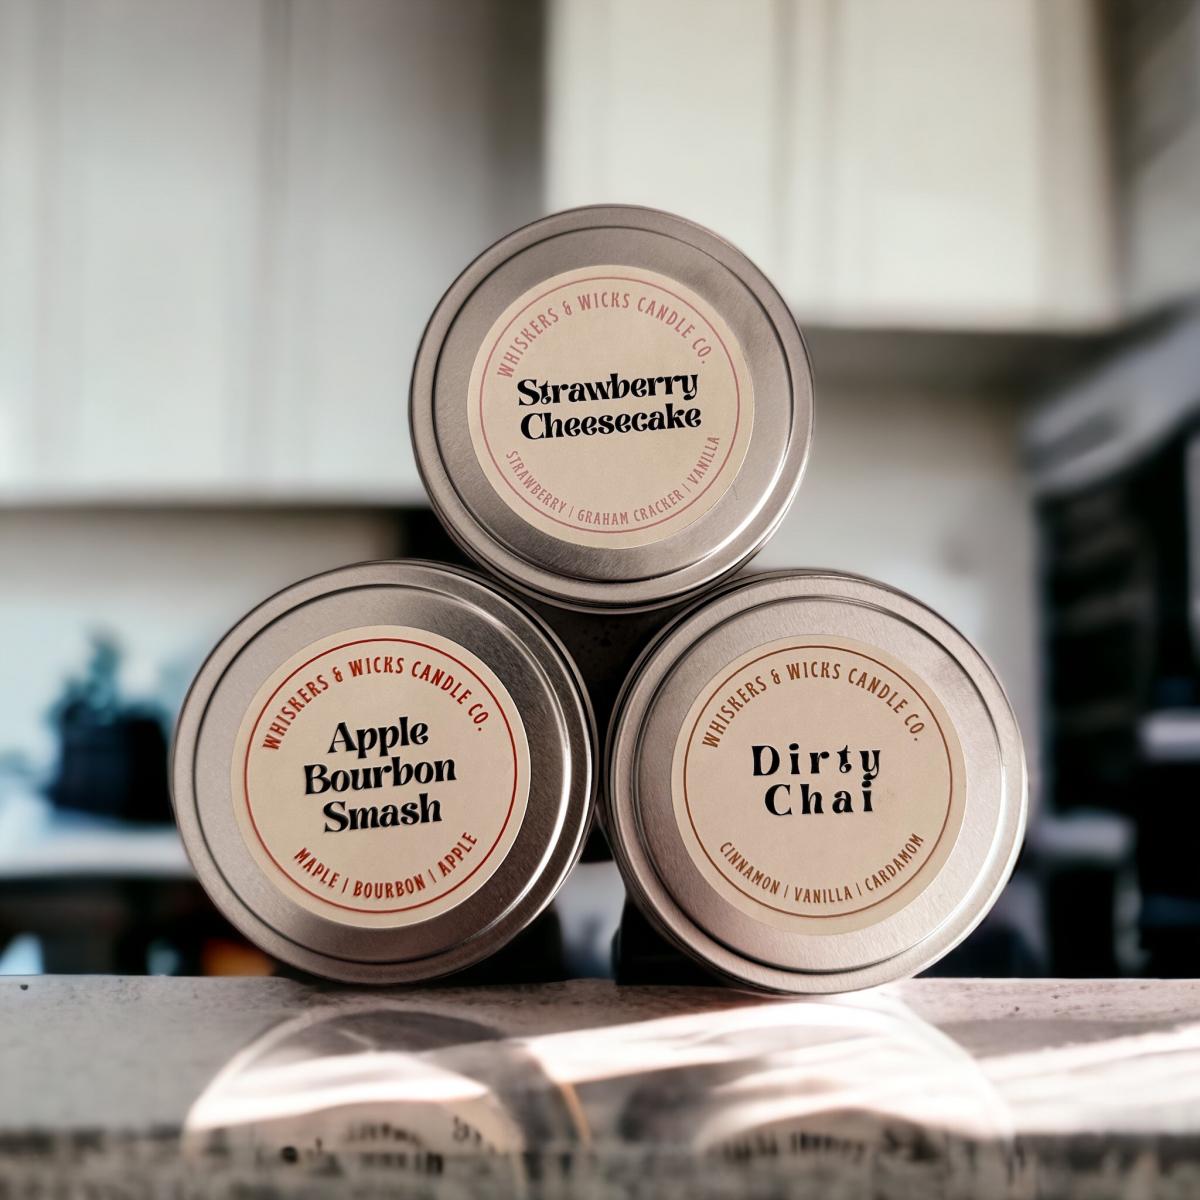 WHISKERS & WICKS CANDLE CO.
Strawberry
Cheesecake
STRAWBERRY | GRAHAM CRACKER | VANILLA
WHISKERS & WICKS CANDLE CO.
Apple
Bourbon
Smash
MAPLE | BOURBON | APPLE
WHISKERS & WICKS CANDLE CO.
Dirty
Chai
CINNAMON | VANILLA | CARDAMOM